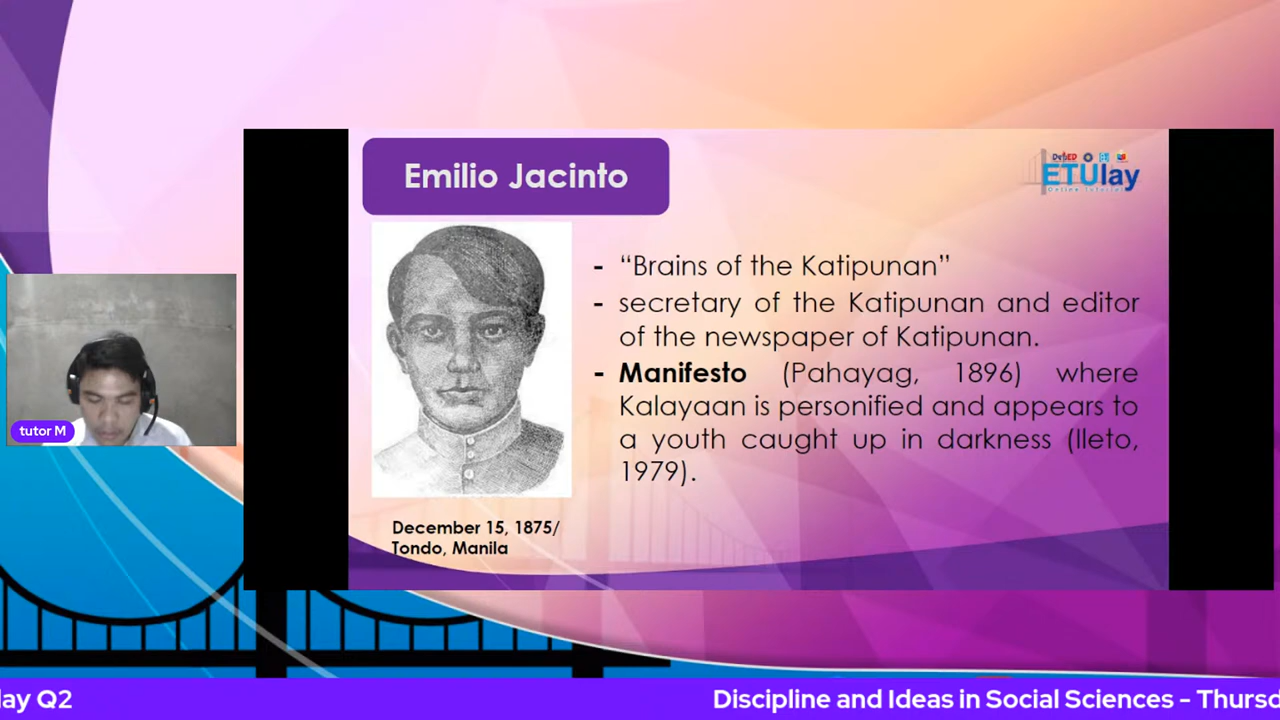 Emilio Jacinto
DepED
ETUlay
- “Brains of the Katipunan”
- secretary of the Katipunan and editor
of the newspaper of Katipunan.
- Manifesto (Pahayag, 1896) where
Kalayaan is personified and appears to
a youth caught up in darkness (Ileto,
1979).
December 15, 1875/
Tondo, Manila
tutor M
lay Q2
Discipline and Ideas in Social Sciences - Thursd